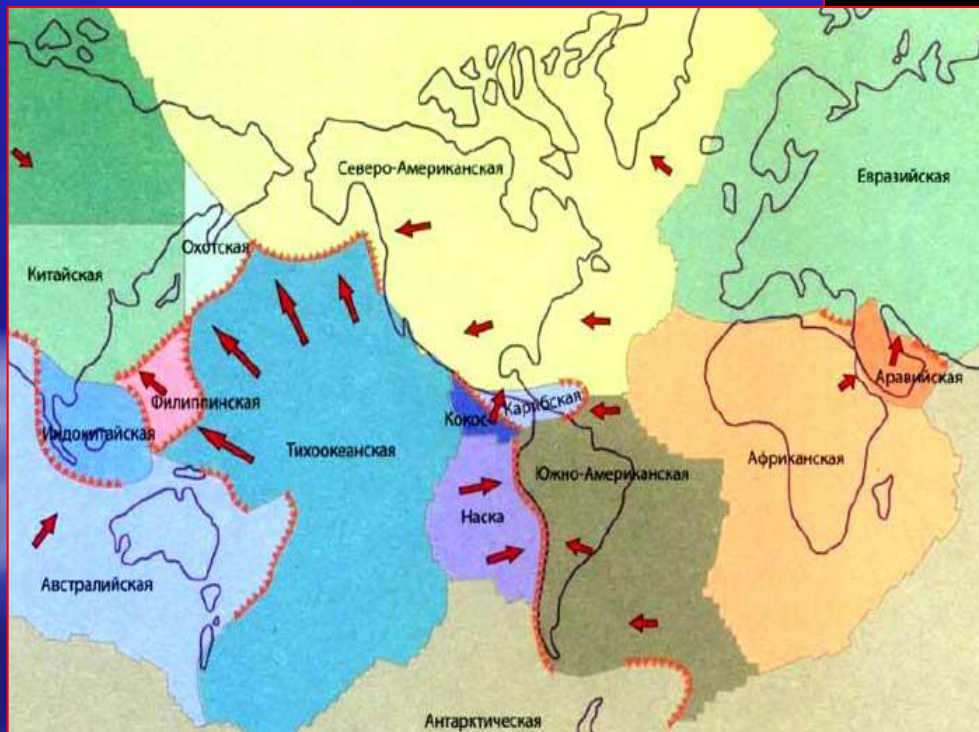 Северо-Американская
Евразийская
Охотская
Китайская
Карибская
Аравийская
Филиппинская
Кокос
Индокитайская
Тихоокеанская
Южно-Американская
Африканская
Наска
Австралийская
Антарктическая